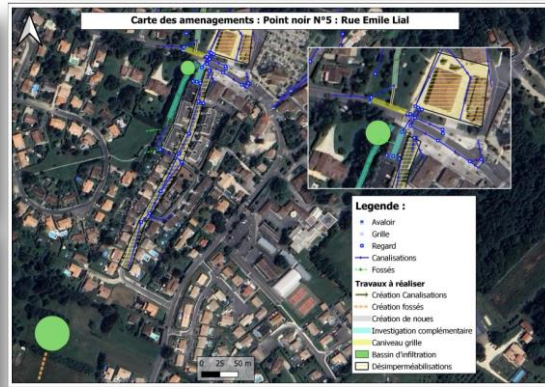 Carte des amenagements : Point noir N°5 : Rue Emile Lial
Legende :
Avaloir
Grille
Regard
Canalisations
Fossés
Travaux à réaliser
Création Canalisations
Création fossés
Création de noues
Investigation complémentaire
Caniveau grille
Bassin d'infiltration
Désimperméabilisations
0 25 50 m